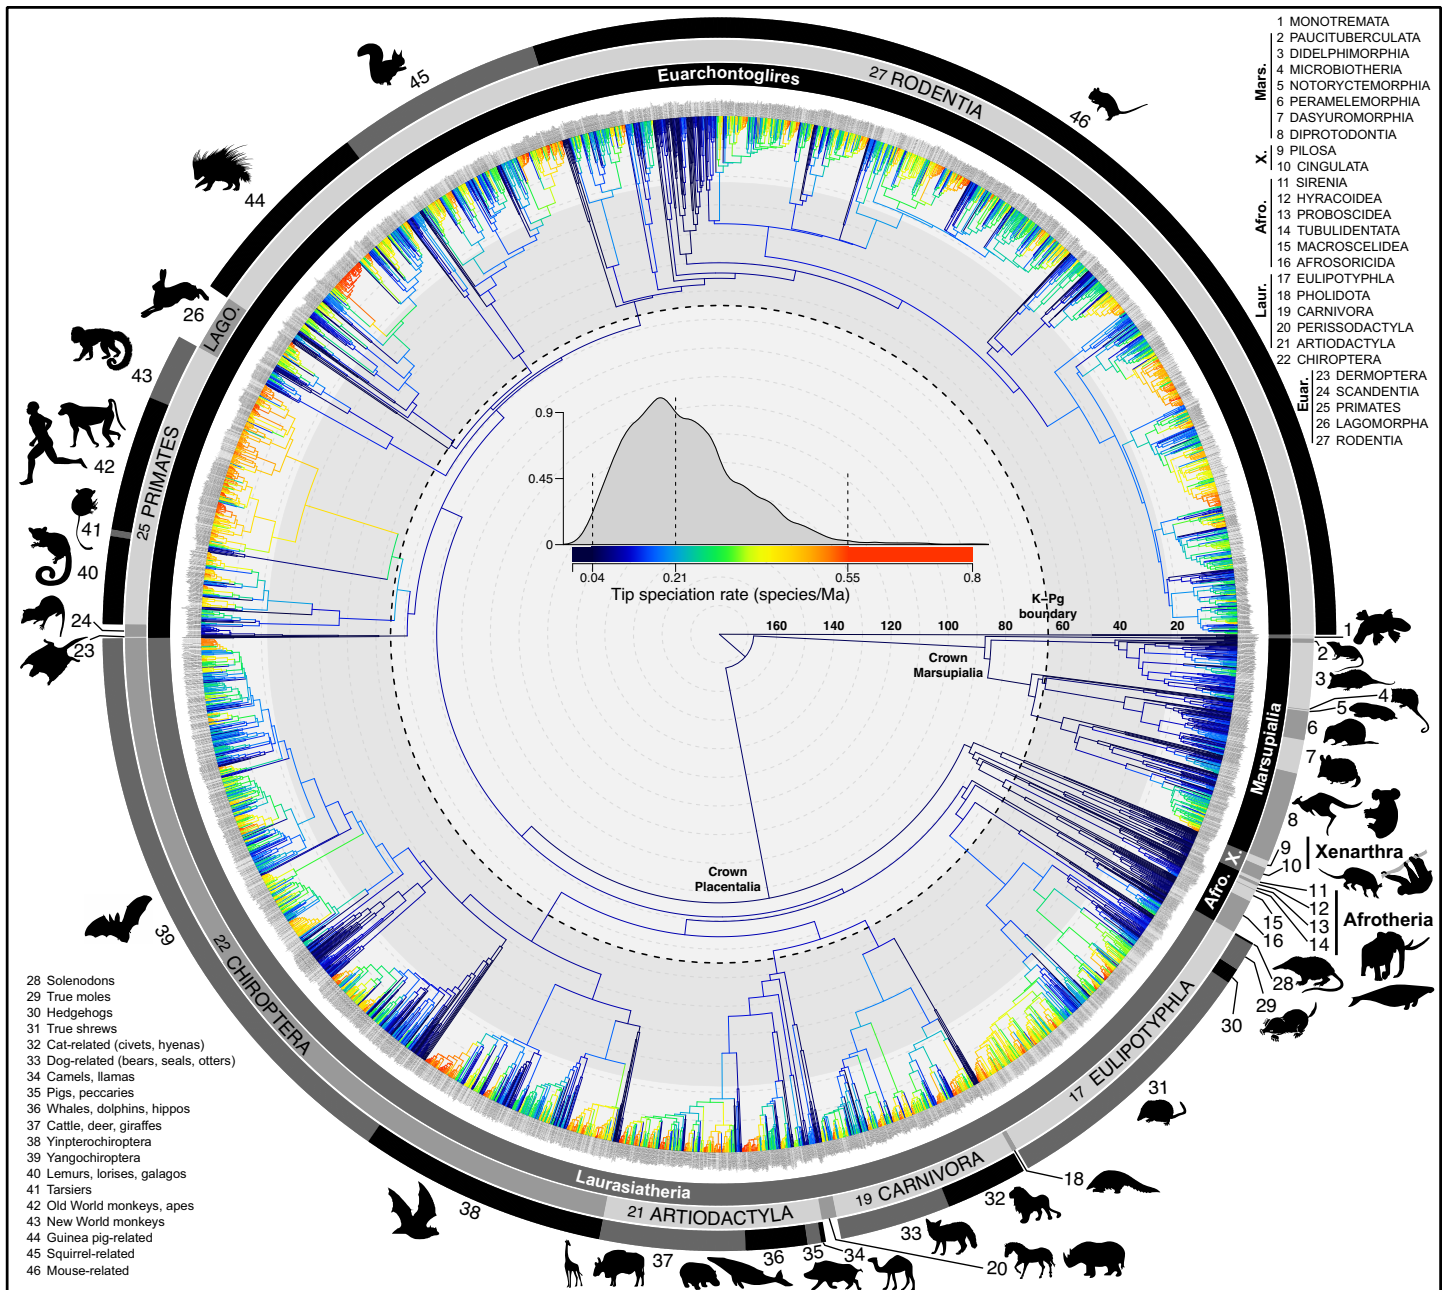 1 MONOTREMATA
2 PAUCITUBERCULATA
3 DIDELPHIMORPHIA
4 MICROBIOTHERIA
5 NOTORYCTEMORPHIA
6 PERAMELEMORPHIA
7 DASYUROMORPHIA
8 DIPROTODONTIA
9 PILOSA
10 CINGULATA
11 SIRENIA
12 HYRACOIDEA
13 PROBOSCIDEA
14 TUBULIDENTATA
15 MACROSCELIDEA
16 AFROSORICIDA
17 EULIPOTYPHLA
18 PHOLIDOTA
19 CARNIVORA
20 PERISSODACTYLA
21 ARTIODACTYLA
22 CHIROPTERA
23 DERMOPTERA
24 SCANDENTIA
25 PRIMATES
26 LAGOMORPHA
27 RODENTIA
Mars.
X.
Afro.
Laur.
Euar.
Euarchontoglires
27 RODENTIA
45
46
44
26
LAGO.
43
42
25 PRIMATES
41
40
24
23
0.9
0.45
0
0.04
0.21
0.55
0.8
Tip speciation rate (species/Ma)
K–Pg
boundary
160
140
120
100
80
60
40
20
Crown
Marsupialia
Crown
Placentalia
1
2
3
4
5
6
7
8
Marsupialia
9
10
Xenarthra
X.
Afro.
11
12
13
14
Afrotheria
15
16
28
29
30
31
17 EULIPOTYPHLA
18
19 CARNIVORA
32
33
20
34
35
36
37
21 ARTIODACTYLA
Laurasiatheria
38
22 CHIROPTERA
39
28 Solenodons
29 True moles
30 Hedgehogs
31 True shrews
32 Cat-related (civets, hyenas)
33 Dog-related (bears, seals, otters)
34 Camels, llamas
35 Pigs, peccaries
36 Whales, dolphins, hippos
37 Cattle, deer, giraffes
38 Yinpterochiroptera
39 Yangochiroptera
40 Lemurs, lorises, galagos
41 Tarsiers
42 Old World monkeys, apes
43 New World monkeys
44 Guinea pig-related
45 Squirrel-related
46 Mouse-related